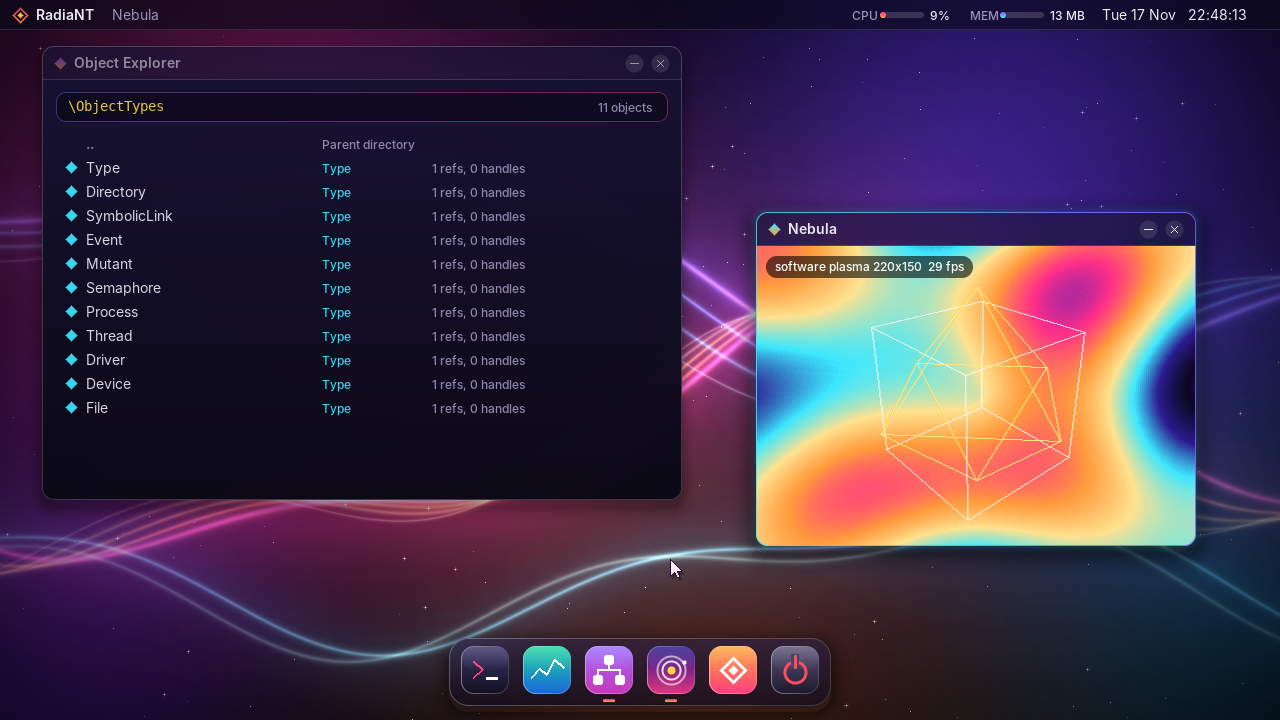 RadiaNT Nebula CPU 9% MEM 13 MB Tue 17 Nov 22:48:13
Object Explorer
\ObjectTypes 11 objects
.. Parent directory
Type Type 1 refs, 0 handles
Directory Type 1 refs, 0 handles
SymbolicLink Type 1 refs, 0 handles
Event Type 1 refs, 0 handles
Mutant Type 1 refs, 0 handles
Semaphore Type 1 refs, 0 handles
Process Type 1 refs, 0 handles
Thread Type 1 refs, 0 handles
Driver Type 1 refs, 0 handles
Device Type 1 refs, 0 handles
File Type 1 refs, 0 handles
Nebula
software plasma 220x150 29 fps